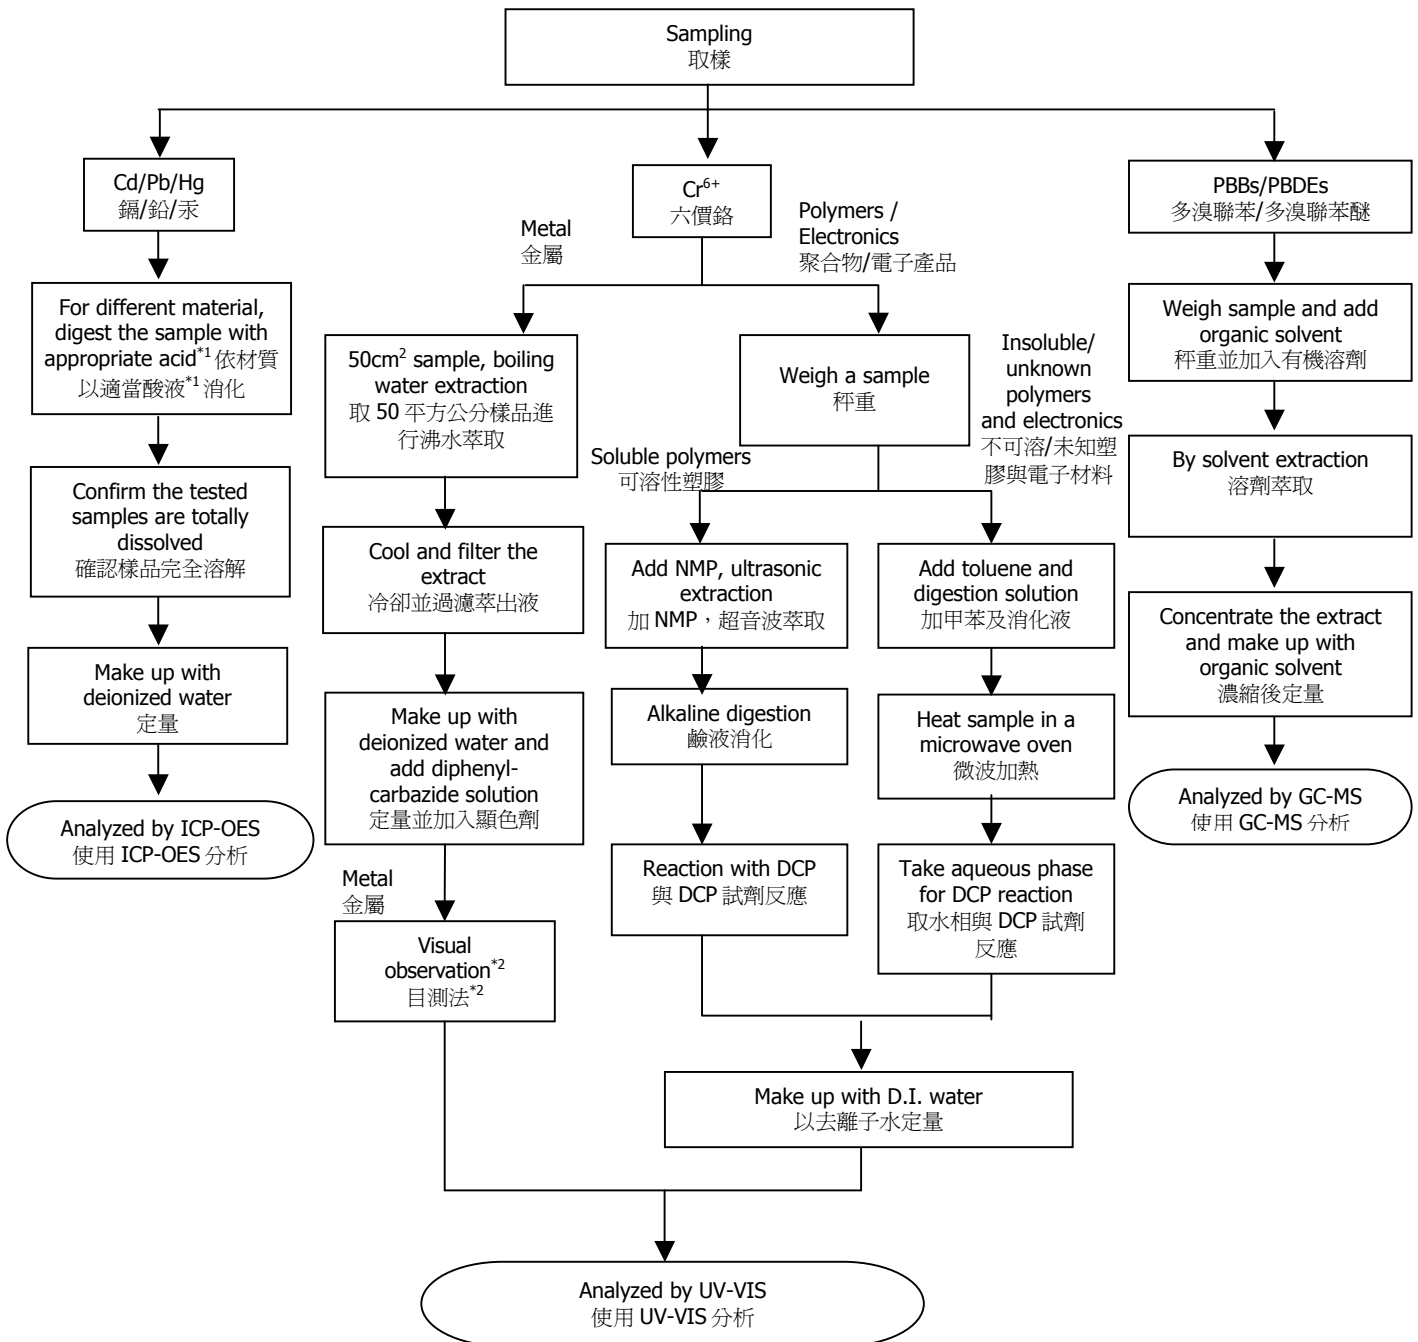 Sampling
取樣
Cd/Pb/Hg
鎘/鉛/汞
For different material,
digest the sample with
appropriate acid*1 依材質
以適當酸液*1 消化
Confirm the tested
samples are totally
dissolved
確認樣品完全溶解
Make up with
deionized water
定量
Analyzed by ICP-OES
使用 ICP-OES 分析
Cr6+
六價鉻
Metal
金屬
Polymers /
Electronics
聚合物/電子產品
50cm2 sample, boiling
water extraction
取 50 平方公分樣品進
行沸水萃取
Cool and filter the
extract
冷卻並過濾萃出液
Make up with
deionized water and
add diphenyl-
carbazide solution
定量並加入顯色劑
Metal
金屬
Visual
observation*2
目測法*2
Weigh a sample
秤重
Soluble polymers
可溶性塑膠
Insoluble/
unknown
polymers
and electronics
不可溶/未知塑
膠與電子材料
Add NMP, ultrasonic
extraction
加 NMP，超音波萃取
Alkaline digestion
鹼液消化
Reaction with DCP
與 DCP 試劑反應
Add toluene and
digestion solution
加甲苯及消化液
Heat sample in a
microwave oven
微波加熱
Take aqueous phase
for DCP reaction
取水相與 DCP 試劑
反應
Make up with D.I. water
以去離子水定量
Analyzed by UV-VIS
使用 UV-VIS 分析
PBBs/PBDEs
多溴聯苯/多溴聯苯醚
Weigh sample and add
organic solvent
秤重並加入有機溶劑
By solvent extraction
溶劑萃取
Concentrate the extract
and make up with
organic solvent
濃縮後定量
Analyzed by GC-MS
使用 GC-MS 分析